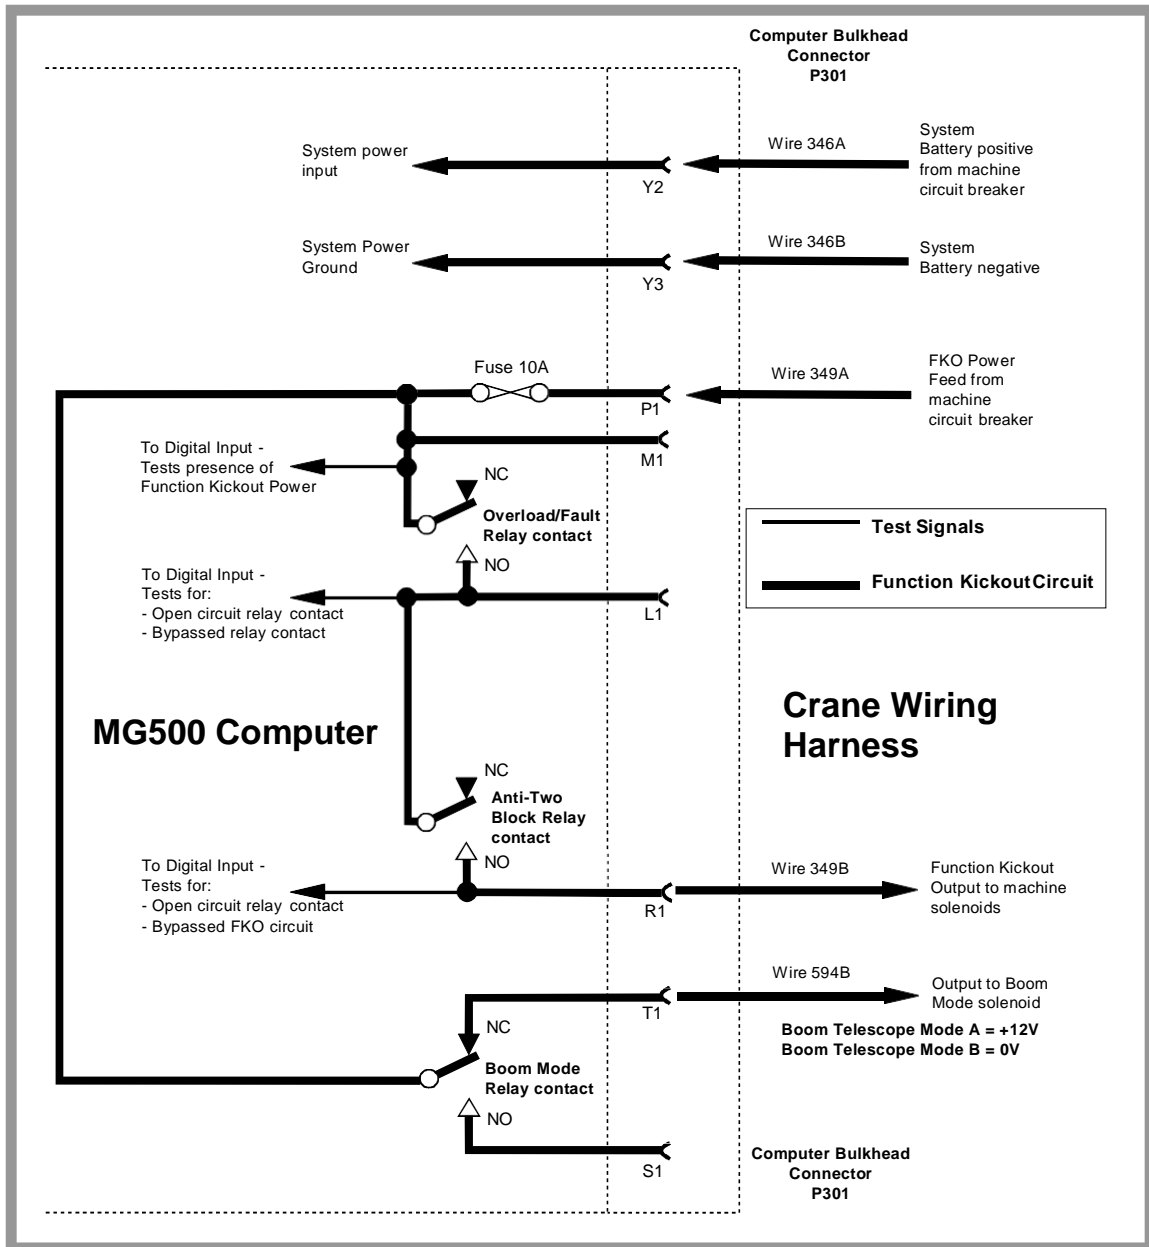 Computer Bulkhead
Connector
P301
System power
input
Y2
Wire 346A
System
Battery positive
from machine
circuit breaker
System Power
Ground
Y3
Wire 346B
System
Battery negative
Fuse 10A
P1
Wire 349A
FKO Power
Feed from
machine
circuit breaker
M1
To Digital Input -
Tests presence of
Function Kickout Power
NC
Overload/Fault
Relay contact
NO
Test Signals
Function KickoutCircuit
To Digital Input -
Tests for:
- Open circuit relay contact
- Bypassed relay contact
L1
MG500 Computer
Crane Wiring
Harness
NC
Anti-Two
Block Relay
contact
NO
To Digital Input -
Tests for:
- Open circuit relay contact
- Bypassed FKO circuit
R1
Wire 349B
Function Kickout
Output to machine
solenoids
T1
Wire 594B
Output to Boom
Mode solenoid
Boom Telescope Mode A = +12V
Boom Telescope Mode B = 0V
NC
Boom Mode
Relay contact
NO
S1
Computer Bulkhead
Connector
P301